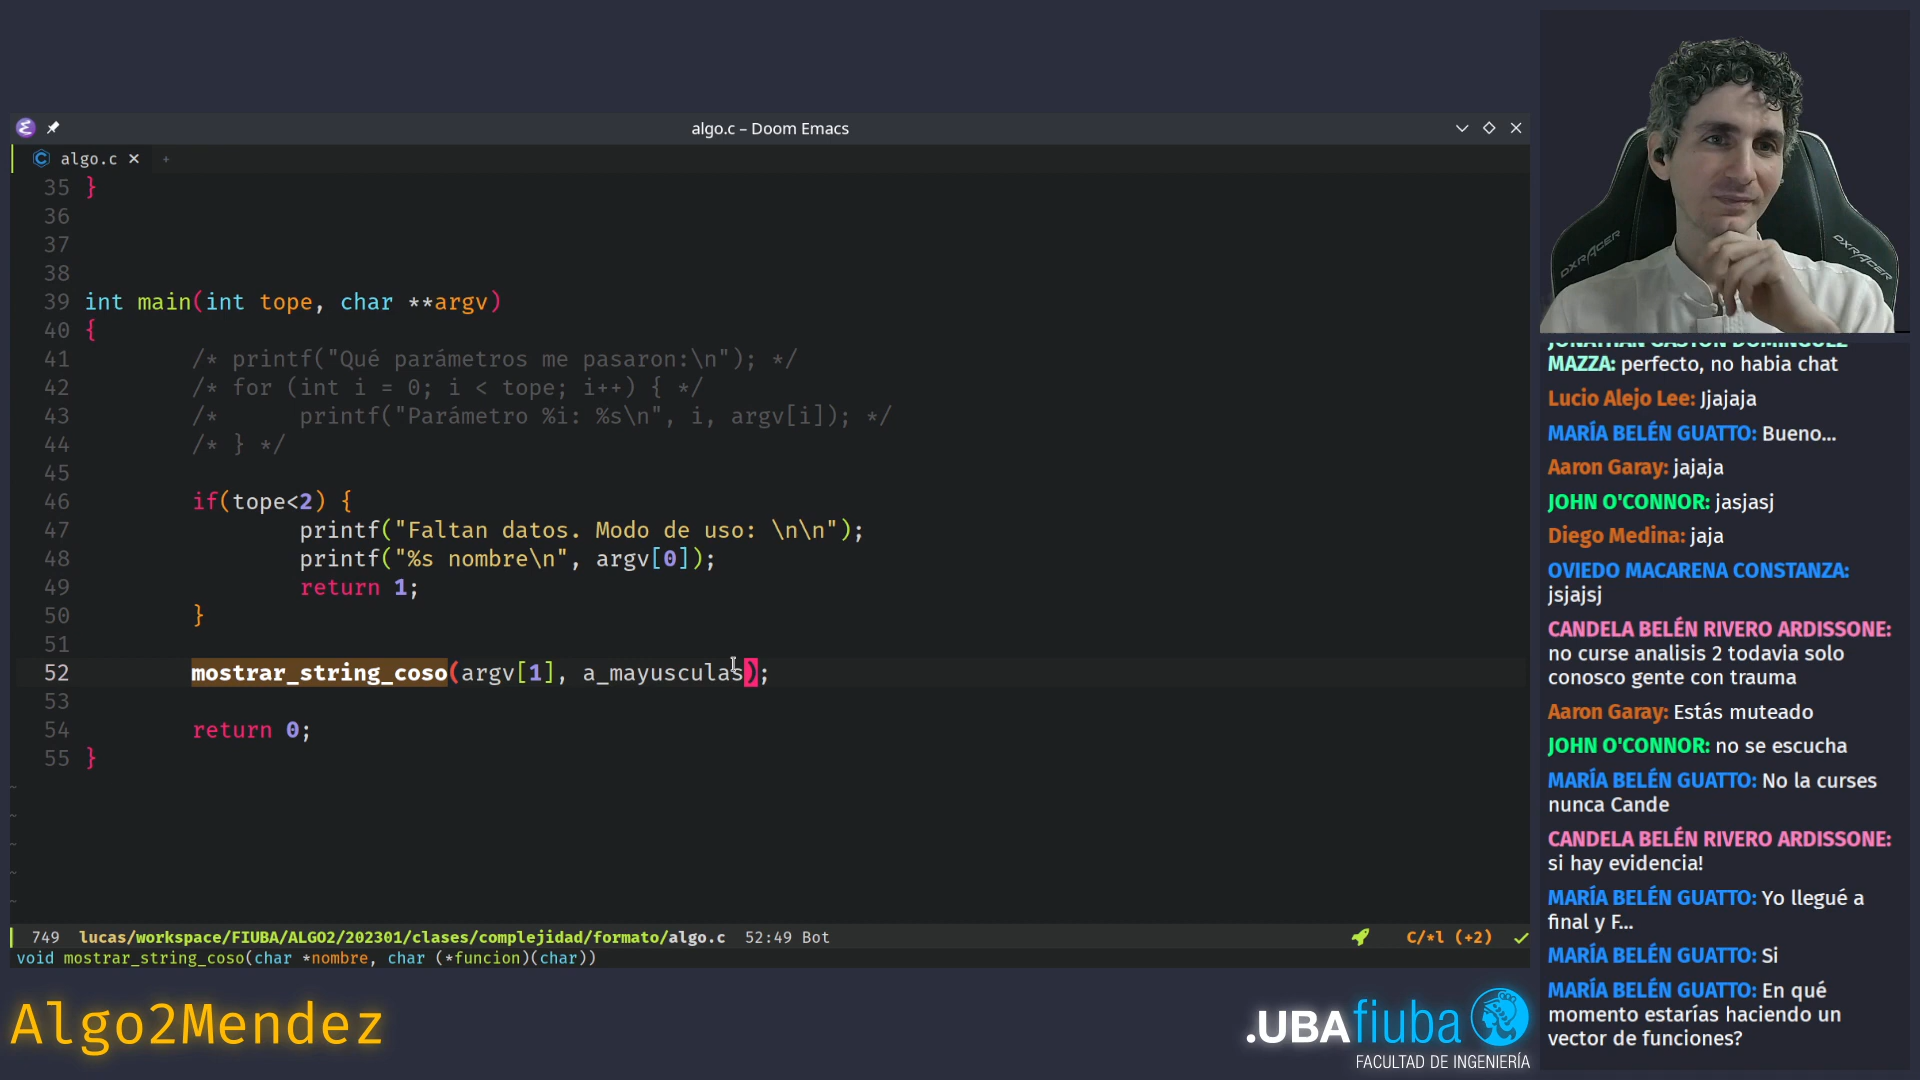 algo.c – Doom Emacs
algo.c
35 }
36
37
38
39 int main(int tope, char **argv)
40 {
41 /* printf("Qué parámetros me pasaron:\n"); */
42 /* for (int i = 0; i < tope; i++) { */
43 /* printf("Parámetro %i: %s\n", i, argv[i]); */
44 /* } */
45
46 if(tope<2) {
47 printf("Faltan datos. Modo de uso: \n\n");
48 printf("%s nombre\n", argv[0]);
49 return 1;
50 }
51
52 mostrar_string_coso(argv[1], a_mayusculas);
53
54 return 0;
55 }
~
~
~
~
~
749 lucas/workspace/FIUBA/ALGO2/202301/clases/complejidad/formato/algo.c 52:49 Bot C/*l (+2)
void mostrar_string_coso(char *nombre, char (*funcion)(char))
Algo2Mendez
.UBAfiuba
FACULTAD DE INGENIERÍA
DXRACER
DXRACER
JONATHAN GASTON DOMINGUEZ
MAZZA: perfecto, no habia chat
Lucio Alejo Lee: Jjajaja
MARÍA BELÉN GUATTO: Bueno...
Aaron Garay: jajaja
JOHN O'CONNOR: jasjasj
Diego Medina: jaja
OVIEDO MACARENA CONSTANZA:
jsjajsj
CANDELA BELÉN RIVERO ARDISSONE:
no curse analisis 2 todavia solo
conosco gente con trauma
Aaron Garay: Estás muteado
JOHN O'CONNOR: no se escucha
MARÍA BELÉN GUATTO: No la curses
nunca Cande
CANDELA BELÉN RIVERO ARDISSONE:
si hay evidencia!
MARÍA BELÉN GUATTO: Yo llegué a
final y F...
MARÍA BELÉN GUATTO: Si
MARÍA BELÉN GUATTO: En qué
momento estarías haciendo un
vector de funciones?